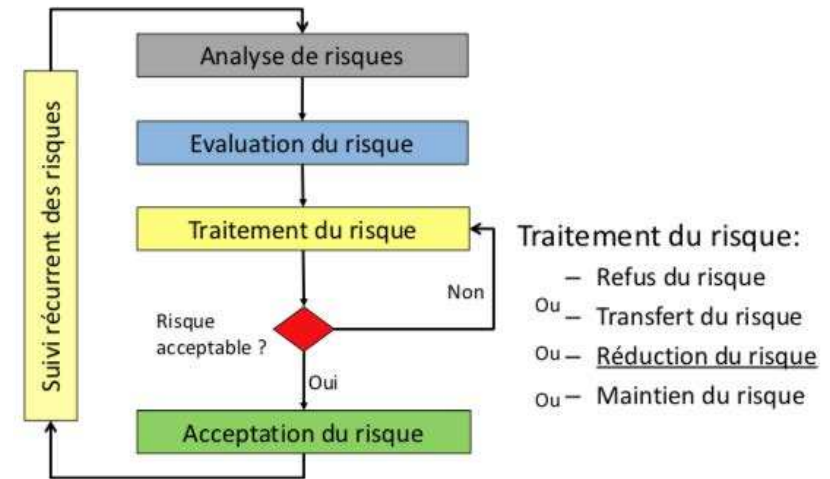 Analyse de risques
Evaluation du risque
Traitement du risque
Risque
acceptable ?
Non
Oui
Acceptation du risque
Suivi récurrent des risques
Traitement du risque:
– Refus du risque
Ou – Transfert du risque
Ou – Réduction du risque
Ou – Maintien du risque